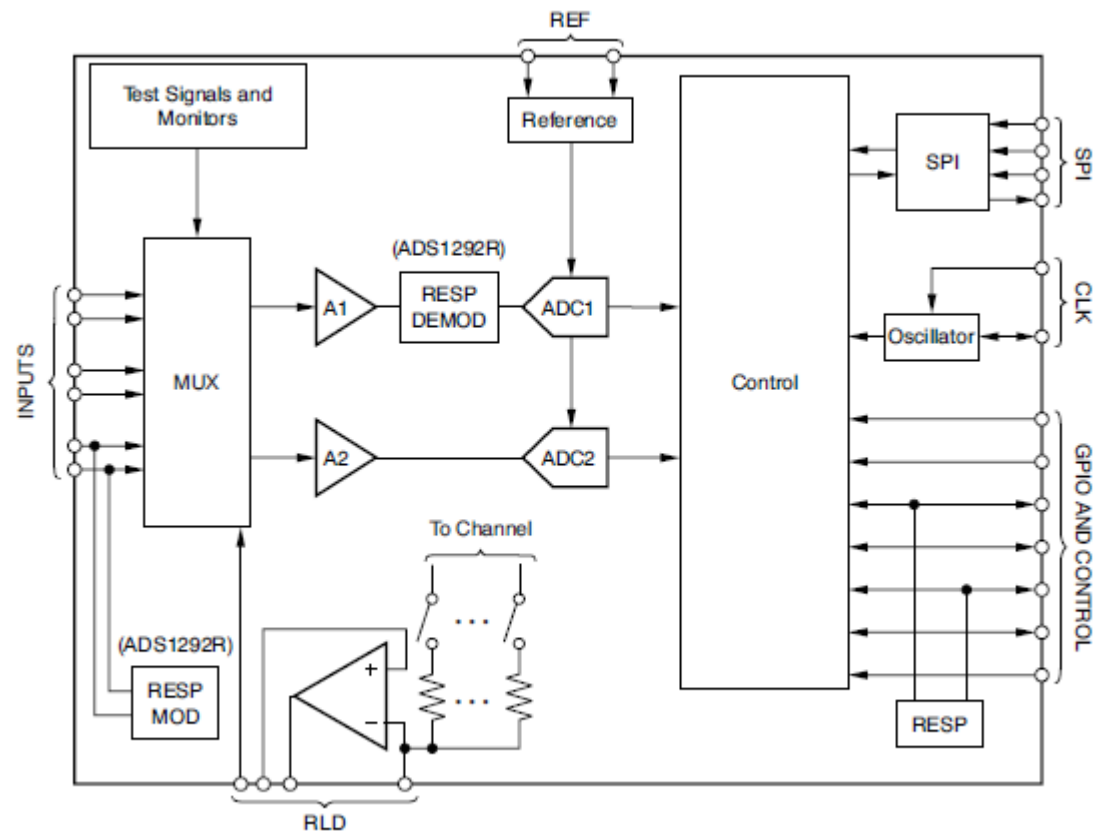 REF
Test Signals and
Monitors
Reference
SPI
SPI
(ADS1292R)
A1
RESP
DEMOD
ADC1
CLK
Oscillator
INPUTS
MUX
Control
A2
ADC2
GPIO AND CONTROL
To Channel
(ADS1292R)
RESP
MOD
+
−
RESP
RLD